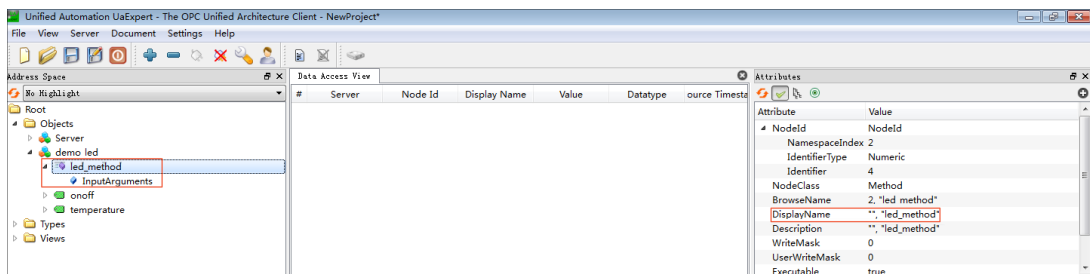 Unified Automation UaExpert - The OPC Unified Architecture Client - NewProject*
File View Server Document Settings Help
Address Space
No Highlight
Root
Objects
Server
demo led
led_method
InputArguments
onoff
temperature
Types
Views
Data Access View
# Server Node Id Display Name Value Datatype ource Timesta
Attributes
Attribute Value
NodeId NodeId
NamespaceIndex 2
IdentifierType Numeric
Identifier 4
NodeClass Method
BrowseName 2, "led_method"
DisplayName "", "led_method"
Description "", "led_method"
WriteMask 0
UserWriteMask 0
Executable true